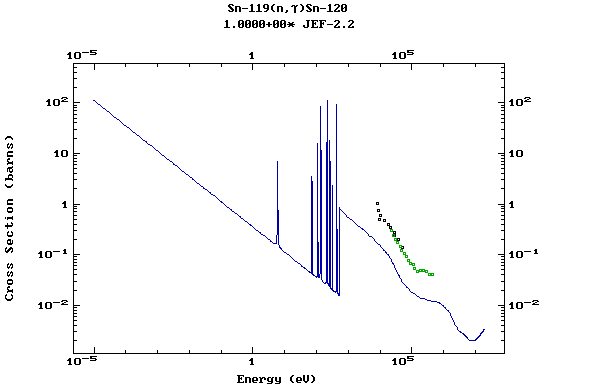 Sn-119(n,γ)Sn-120
1.0000+00* JEF-2.2
10⁻⁵ 1 10⁵
10² 10²
10 10
1 1
10⁻¹ 10⁻¹
10⁻² 10⁻²
10⁻⁵ 1 10⁵
Energy (eV)
Cross Section (barns)